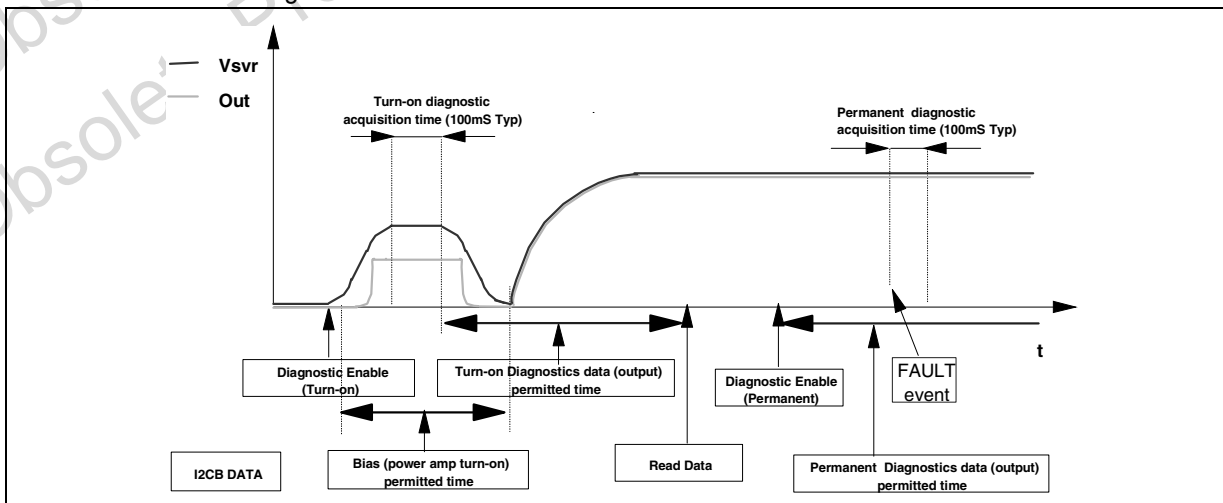 Obsolete
Vsvr
Out
Turn-on diagnostic
acquisition time (100mS Typ)
Permanent diagnostic
acquisition time (100mS Typ)
t
Diagnostic Enable
(Turn-on)
Turn-on Diagnostics data (output)
permitted time
Diagnostic Enable
(Permanent)
FAULT
event
I2CB DATA
Bias (power amp turn-on)
permitted time
Read Data
Permanent Diagnostics data (output)
permitted time